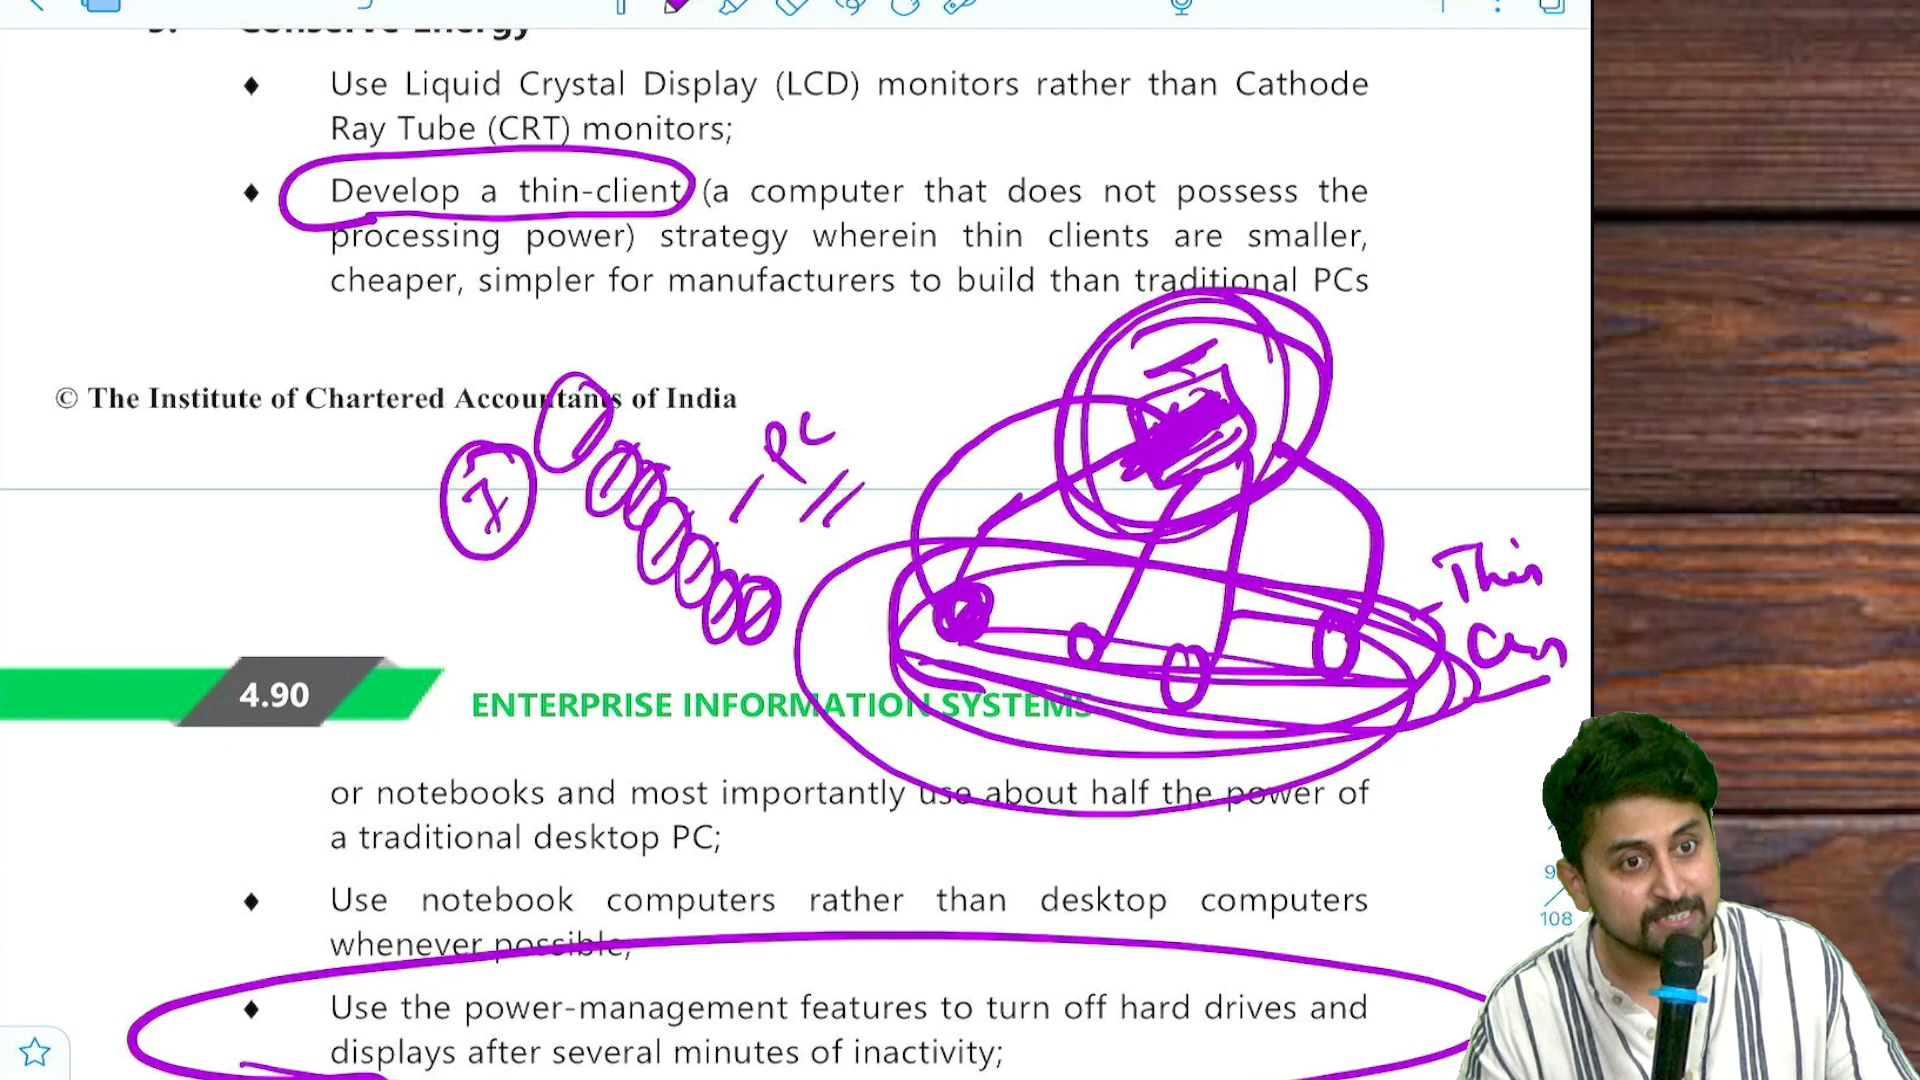 Conserve Energy
♦ Use Liquid Crystal Display (LCD) monitors rather than Cathode
Ray Tube (CRT) monitors;
♦ Develop a thin-client (a computer that does not possess the
processing power) strategy wherein thin clients are smaller,
cheaper, simpler for manufacturers to build than traditional PCs
© The Institute of Chartered Accountants of India
PC
Thin
4.90 ENTERPRISE INFORMATION SYSTEMS
or notebooks and most importantly use about half the power of
a traditional desktop PC;
♦ Use notebook computers rather than desktop computers
whenever possible;
♦ Use the power-management features to turn off hard drives and
displays after several minutes of inactivity;
108